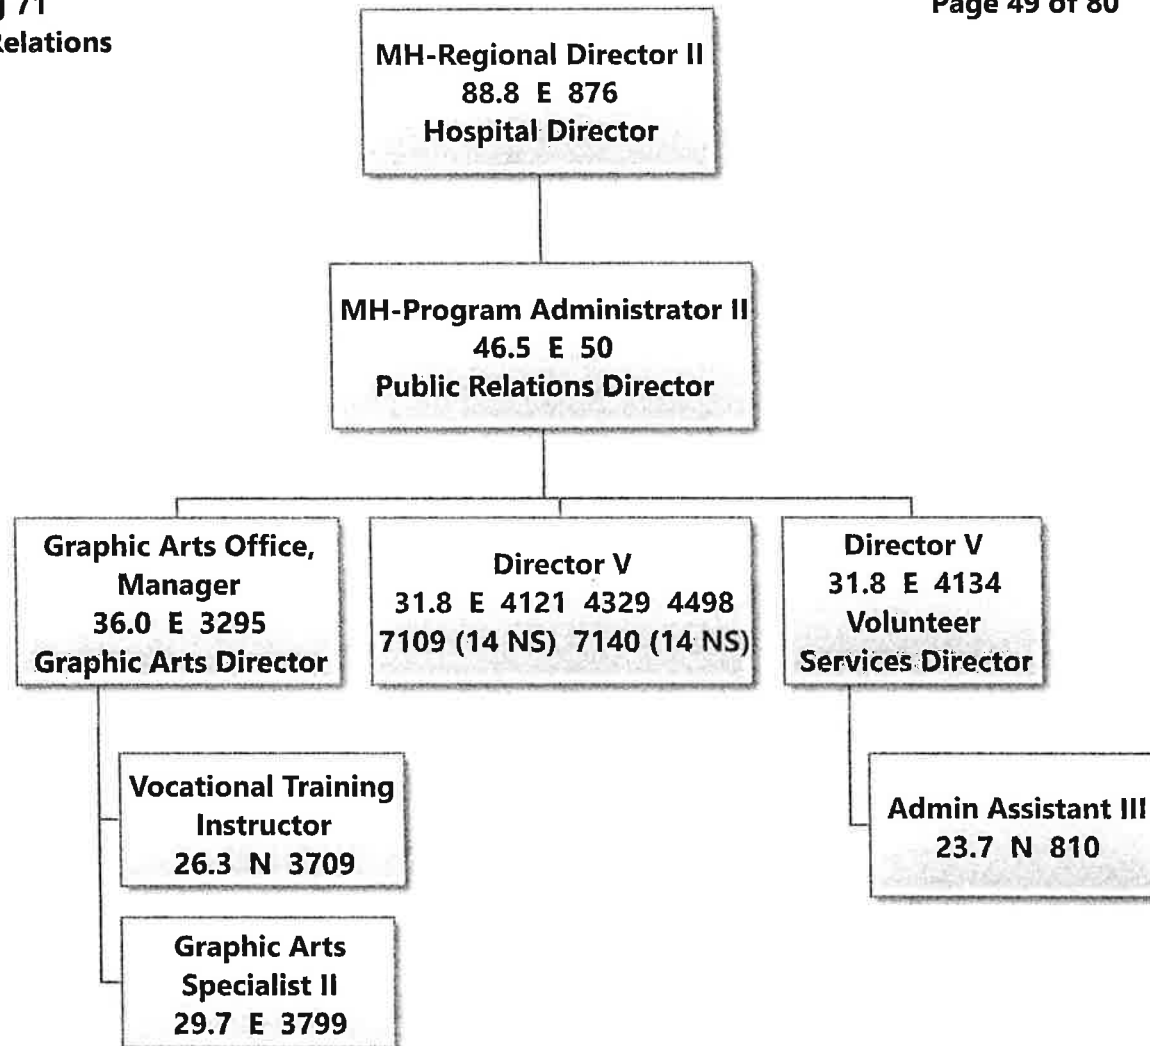 71
Relations
Page 49 of 80
MH-Regional Director II
88.8 E 876
Hospital Director
MH-Program Administrator II
46.5 E 50
Public Relations Director
Graphic Arts Office,
Manager
36.0 E 3295
Graphic Arts Director
Director V
31.8 E 4121 4329 4498
7109 (14 NS) 7140 (14 NS)
Director V
31.8 E 4134
Volunteer
Services Director
Vocational Training
Instructor
26.3 N 3709
Admin Assistant III
23.7 N 810
Graphic Arts
Specialist II
29.7 E 3799